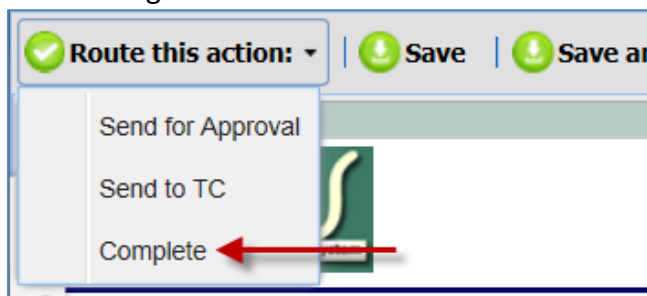 Route this action: Save Save
Send for Approval
Send to TC
Complete